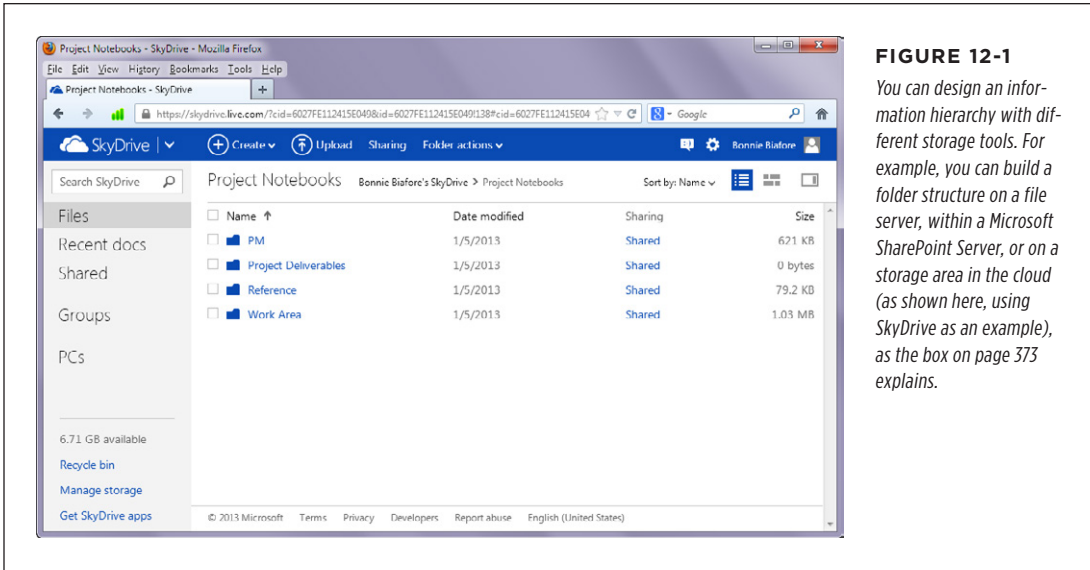 Project Notebooks - SkyDrive - Mozilla Firefox
File Edit View History Bookmarks Tools Help
Project Notebooks - SkyDrive +
https://skydrive.live.com/?cid=6027FE112415E049&id=6027FE112415E049!138#cid=6027FE112415E04 Google
SkyDrive Create Upload Sharing Folder actions Bonnie Biafore
Search SkyDrive Project Notebooks Bonnie Biafore's SkyDrive > Project Notebooks Sort by: Name
Files
Recent docs
Shared
Groups
PCs
Name Date modified Sharing Size
PM 1/5/2013 Shared 621 KB
Project Deliverables 1/5/2013 Shared 0 bytes
Reference 1/5/2013 Shared 79.2 KB
Work Area 1/5/2013 Shared 1.03 MB
6.71 GB available
Recycle bin
Manage storage
Get SkyDrive apps
© 2013 Microsoft Terms Privacy Developers Report abuse English (United States)
FIGURE 12-1
You can design an infor-
mation hierarchy with dif-
ferent storage tools. For
example, you can build a
folder structure on a file
server, within a Microsoft
SharePoint Server, or on a
storage area in the cloud
(as shown here, using
SkyDrive as an example),
as the box on page 373
explains.